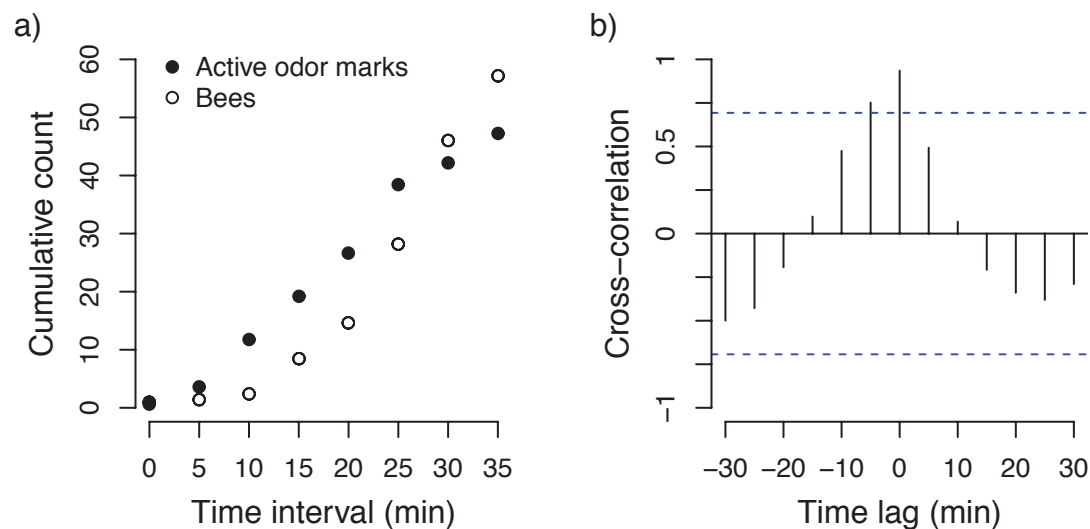 a)
Cumulative count
60
50
40
30
20
10
0
Active odor marks
Bees
0 5 10 15 20 25 30 35
Time interval (min)
b)
Cross−correlation
1
0.5
0
−1
−30 −20 −10 0 10 20 30
Time lag (min)